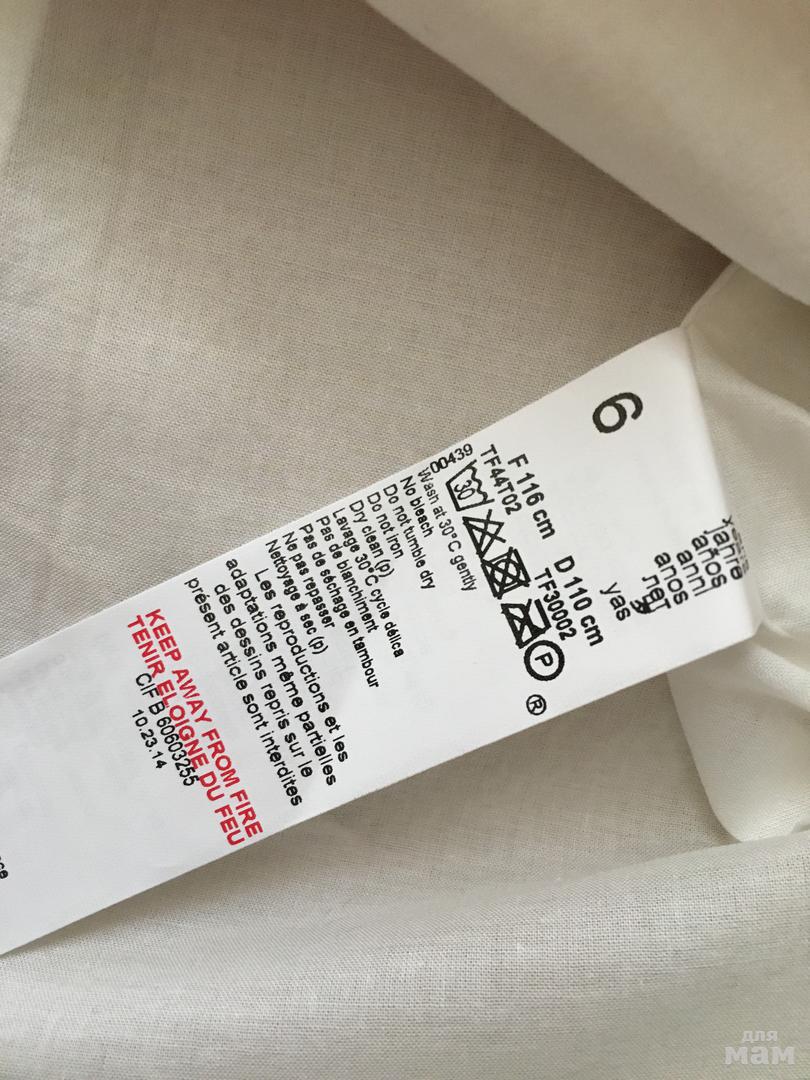 6
anos
anni
años
yas
F 116 cm
D 110 cm
TF44T02
TF30002
00439
30
P
®
Wash at 30°C gently
No bleach
Do not tumble dry
Do not iron
Dry clean (p)
Lavage 30°C cycle délica
Pas de blanchiment
Pas de séchage en tambour
Ne pas repasser
Nettoyage à sec (p)
Les reproductions et les
adaptations même partielles
des dessins repris sur le
présent article sont interdites
KEEP AWAY FROM FIRE
TENIR ELOIGNE DU FEU
CIF B 60603255
10.23.14
для
мам